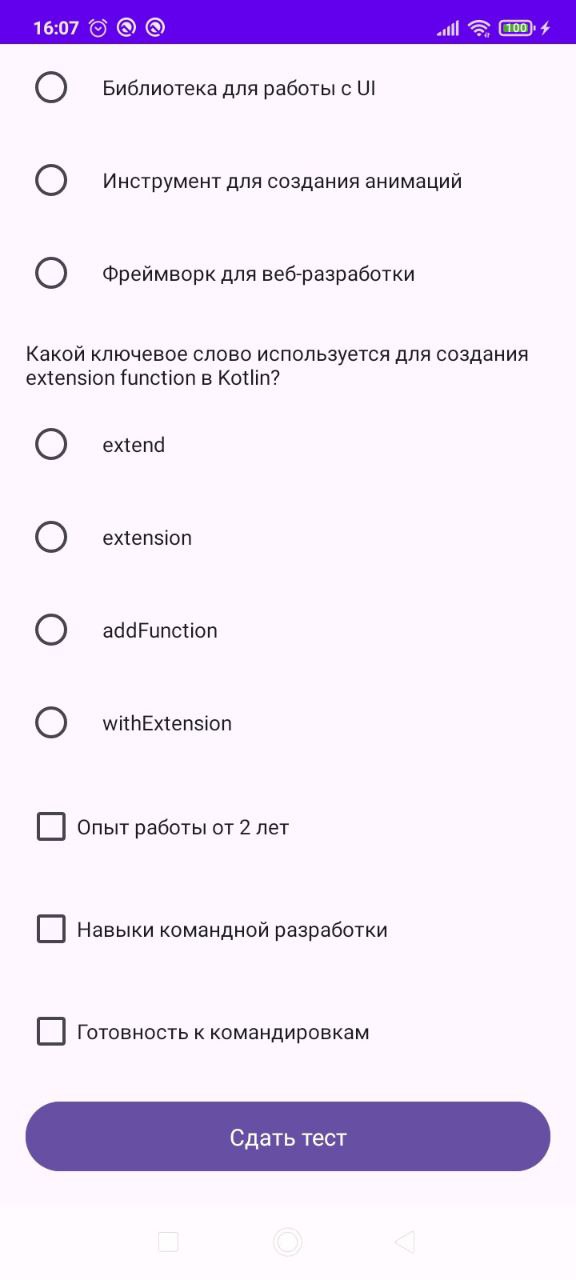 16:07
100
Библиотека для работы с UI
Инструмент для создания анимаций
Фреймворк для веб-разработки
Какой ключевое слово используется для создания
extension function в Kotlin?
extend
extension
addFunction
withExtension
Опыт работы от 2 лет
Навыки командной разработки
Готовность к командировкам
Сдать тест